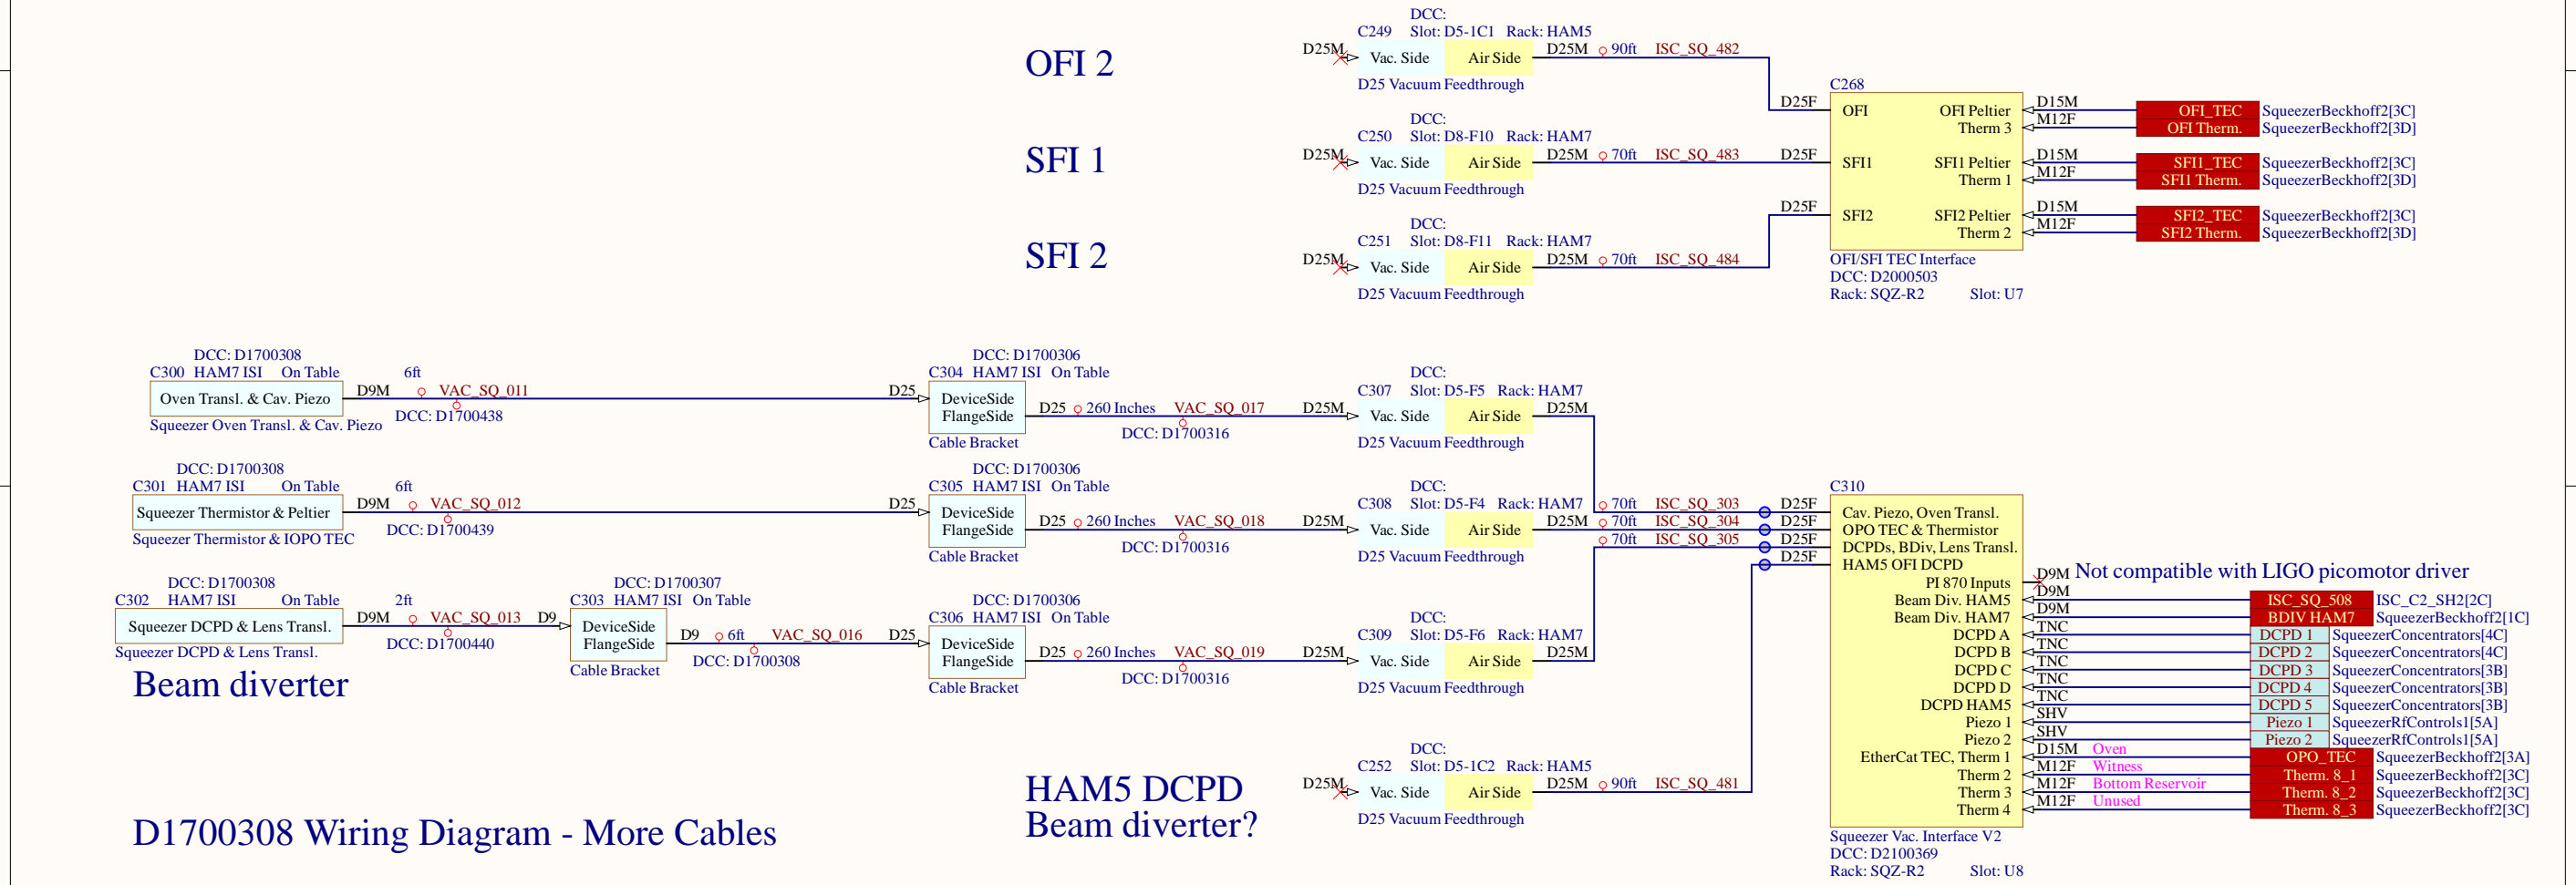 OFI 2
DCC:
C249 Slot: D5-1C1 Rack: HAM5
D25M Vac. Side Air Side D25M 90ft ISC_SQ_482
D25 Vacuum Feedthrough
SFI 1
DCC:
C250 Slot: D8-F10 Rack: HAM7
D25M Vac. Side Air Side D25M 70ft ISC_SQ_483
D25 Vacuum Feedthrough
SFI 2
DCC:
C251 Slot: D8-F11 Rack: HAM7
D25M Vac. Side Air Side D25M 70ft ISC_SQ_484
D25 Vacuum Feedthrough
C268
D25F OFI OFI Peltier D15M OFI_TEC SqueezerBeckhoff2[3C]
Therm 3 M12F OFI Therm. SqueezerBeckhoff2[3D]
D25F SFI1 SFI1 Peltier D15M SFI1_TEC SqueezerBeckhoff2[3C]
Therm 1 M12F SFI1 Therm. SqueezerBeckhoff2[3D]
D25F SFI2 SFI2 Peltier D15M SFI2_TEC SqueezerBeckhoff2[3C]
Therm 2 M12F SFI2 Therm. SqueezerBeckhoff2[3D]
OFI/SFI TEC Interface
DCC: D2000503
Rack: SQZ-R2 Slot: U7
DCC: D1700308
C300 HAM7 ISI On Table 6ft
Oven Transl. & Cav. Piezo D9M VAC_SQ_011 D25
Squeezer Oven Transl. & Cav. Piezo DCC: D1700438
DCC: D1700306
C304 HAM7 ISI On Table
DeviceSide
FlangeSide D25 260 Inches VAC_SQ_017 D25M
DCC: D1700316
Cable Bracket
DCC:
C307 Slot: D5-F5 Rack: HAM7
Vac. Side Air Side D25M
D25 Vacuum Feedthrough
DCC: D1700308
C301 HAM7 ISI On Table 6ft
Squeezer Thermistor & Peltier D9M VAC_SQ_012 D25
Squeezer Thermistor & IOPO TEC DCC: D1700439
DCC: D1700306
C305 HAM7 ISI On Table
DeviceSide
FlangeSide D25 260 Inches VAC_SQ_018 D25M
DCC: D1700316
Cable Bracket
DCC:
C308 Slot: D5-F4 Rack: HAM7
Vac. Side Air Side D25M
D25 Vacuum Feedthrough
DCC: D1700308
C302 HAM7 ISI On Table 2ft
Squeezer DCPD & Lens Transl. D9M VAC_SQ_013 D9
Squeezer DCPD & Lens Transl. DCC: D1700440
Beam diverter
DCC: D1700307
C303 HAM7 ISI On Table
DeviceSide
FlangeSide D9 6ft VAC_SQ_016 D25
DCC: D1700308
Cable Bracket
DCC: D1700306
C306 HAM7 ISI On Table
DeviceSide
FlangeSide D25 260 Inches VAC_SQ_019 D25M
DCC: D1700316
Cable Bracket
DCC:
C309 Slot: D5-F6 Rack: HAM7
Vac. Side Air Side D25M
D25 Vacuum Feedthrough
HAM5 DCPD
Beam diverter?
DCC:
C252 Slot: D5-1C2 Rack: HAM5
D25M Vac. Side Air Side D25M 90ft ISC_SQ_481
D25 Vacuum Feedthrough
C310
70ft ISC_SQ_303 D25F Cav. Piezo, Oven Transl.
70ft ISC_SQ_304 D25F OPO TEC & Thermistor
70ft ISC_SQ_305 D25F DCPDs, BDiv, Lens Transl.
D25F HAM5 OFI DCPD
PI 870 Inputs D9M Not compatible with LIGO picomotor driver
Beam Div. HAM5 D9M ISC_SQ_508 ISC_C2_SH2[2C]
Beam Div. HAM7 D9M BDIV HAM7 SqueezerBeckhoff2[1C]
DCPD A TNC DCPD 1 SqueezerConcentrators[4C]
DCPD B TNC DCPD 2 SqueezerConcentrators[4C]
DCPD C TNC DCPD 3 SqueezerConcentrators[3B]
DCPD D TNC DCPD 4 SqueezerConcentrators[3B]
DCPD HAM5 TNC DCPD 5 SqueezerConcentrators[3B]
Piezo 1 SHV Piezo 1 SqueezerRfControls1[5A]
Piezo 2 SHV Piezo 2 SqueezerRfControls1[5A]
EtherCat TEC, Therm 1 D15M Oven OPO_TEC SqueezerBeckhoff2[3A]
Therm 2 M12F Witness Therm. 8_1 SqueezerBeckhoff2[3C]
Therm 3 M12F Bottom Reservoir Therm. 8_2 SqueezerBeckhoff2[3C]
Therm 4 M12F Unused Therm. 8_3 SqueezerBeckhoff2[3C]
Squeezer Vac. Interface V2
DCC: D2100369
Rack: SQZ-R2 Slot: U8
D1700308 Wiring Diagram - More Cables